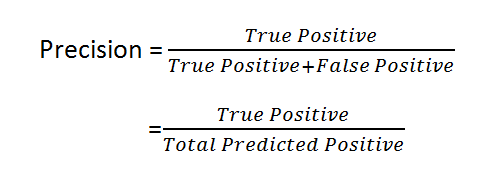 Precision = True Positive / True Positive+False Positive
= True Positive / Total Predicted Positive